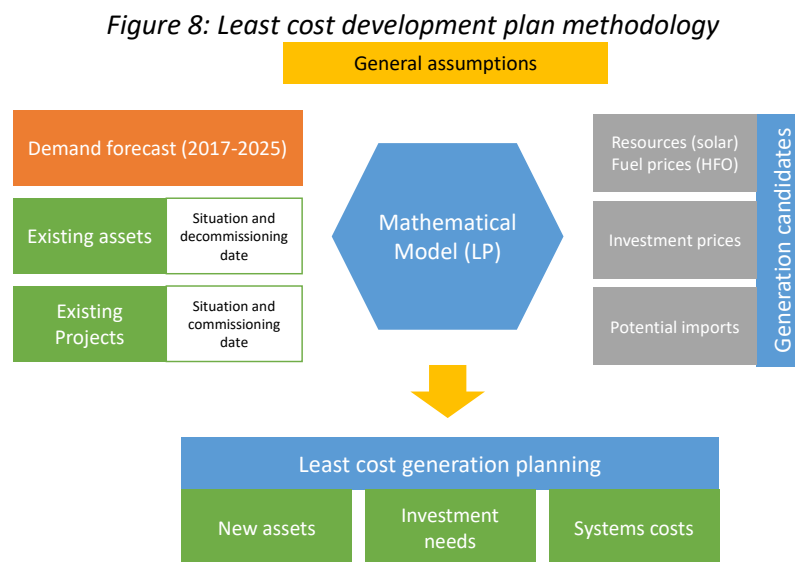 Figure 8: Least cost development plan methodology
General assumptions
Demand forecast (2017-2025)
Existing assets
Situation and
decommissioning
date
Existing
Projects
Situation and
commissioning
date
Mathematical
Model (LP)
Resources (solar)
Fuel prices (HFO)
Investment prices
Potential imports
Generation candidates
Least cost generation planning
New assets
Investment
needs
Systems costs